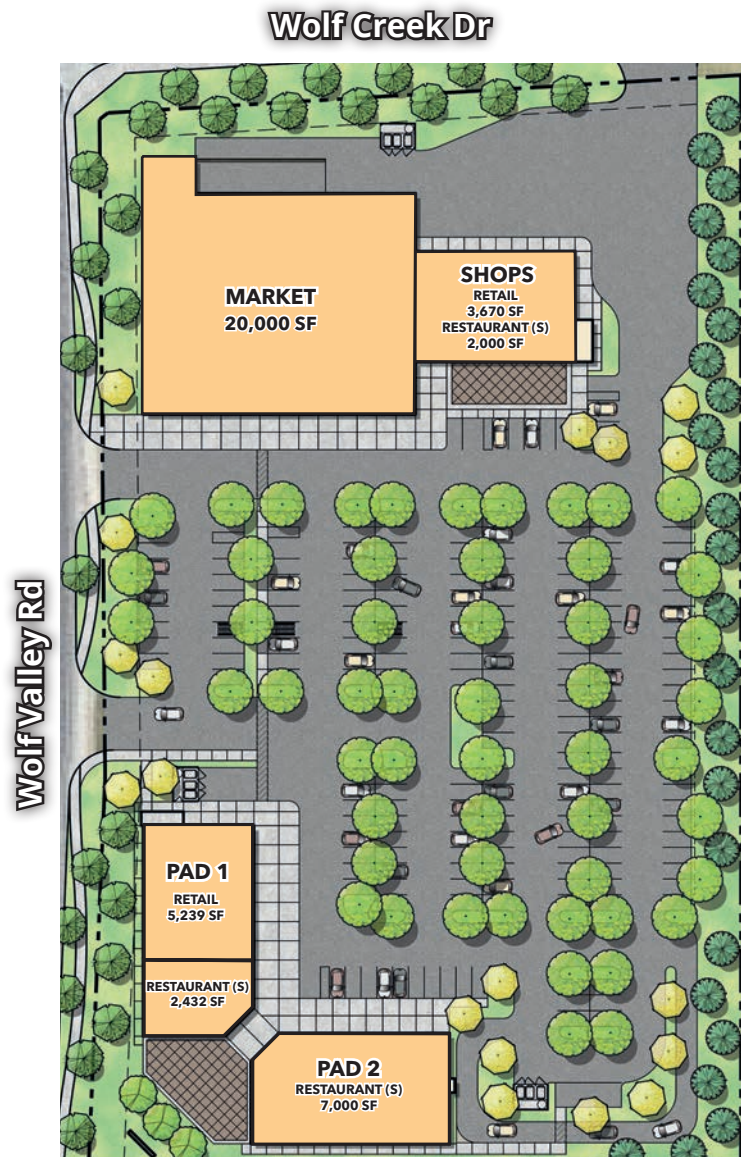 Wolf Creek Dr
MARKET
20,000 SF
SHOPS
RETAIL
3,670 SF
RESTAURANT (S)
2,000 SF
Wolf Valley Rd
PAD 1
RETAIL
5,239 SF
RESTAURANT (S)
2,432 SF
PAD 2
RESTAURANT (S)
7,000 SF